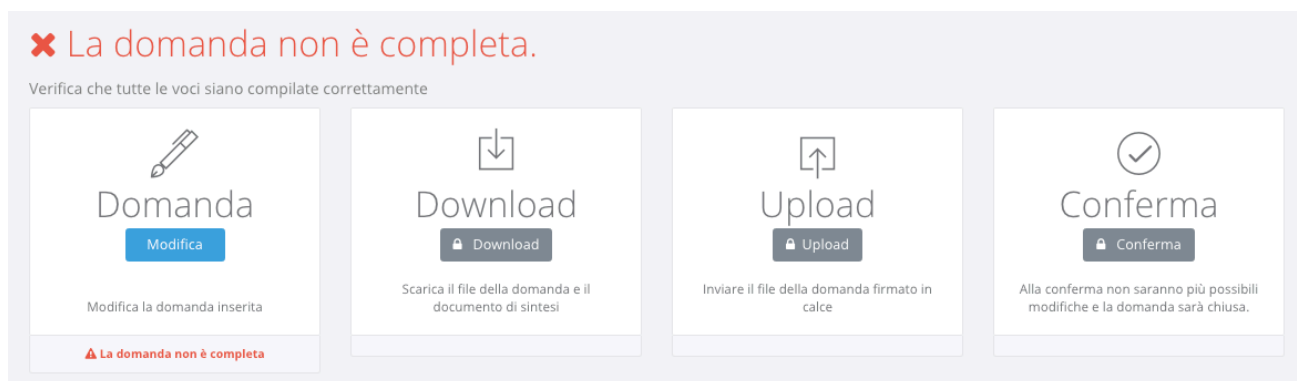 La domanda non è completa.
Verifica che tutte le voci siano compilate correttamente
Domanda
Modifica
Modifica la domanda inserita
La domanda non è completa
Download
Download
Scarica il file della domanda e il
documento di sintesi
Upload
Upload
Inviare il file della domanda firmato in
calce
Conferma
Conferma
Alla conferma non saranno più possibili
modifiche e la domanda sarà chiusa.